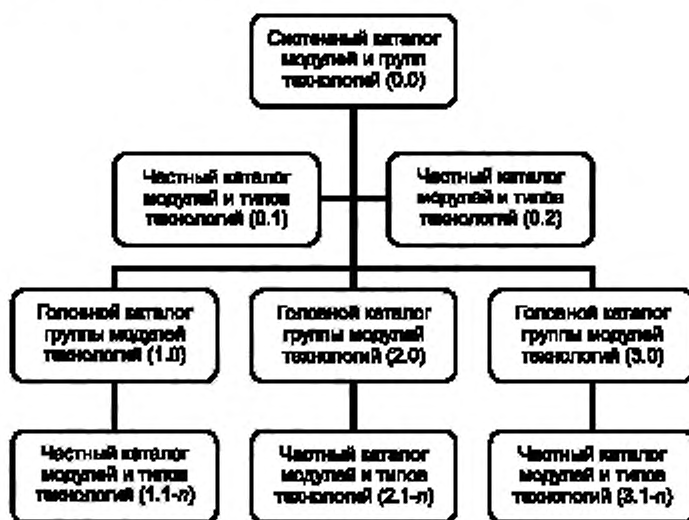 Системный каталог
модулей и групп
технологий (0.0)
Частный каталог
модулей и типов
технологий (0.1)
Частный каталог
модулей и типов
технологий (0.2)
Головной каталог
группы модулей
технологий (1.0)
Головной каталог
группы модулей
технологий (2.0)
Головной каталог
группы модулей
технологий (3.0)
Частный каталог
модулей и типов
технологий (1.1-n)
Частный каталог
модулей и типов
технологий (2.1-n)
Частный каталог
модулей и типов
технологий (3.1-n)